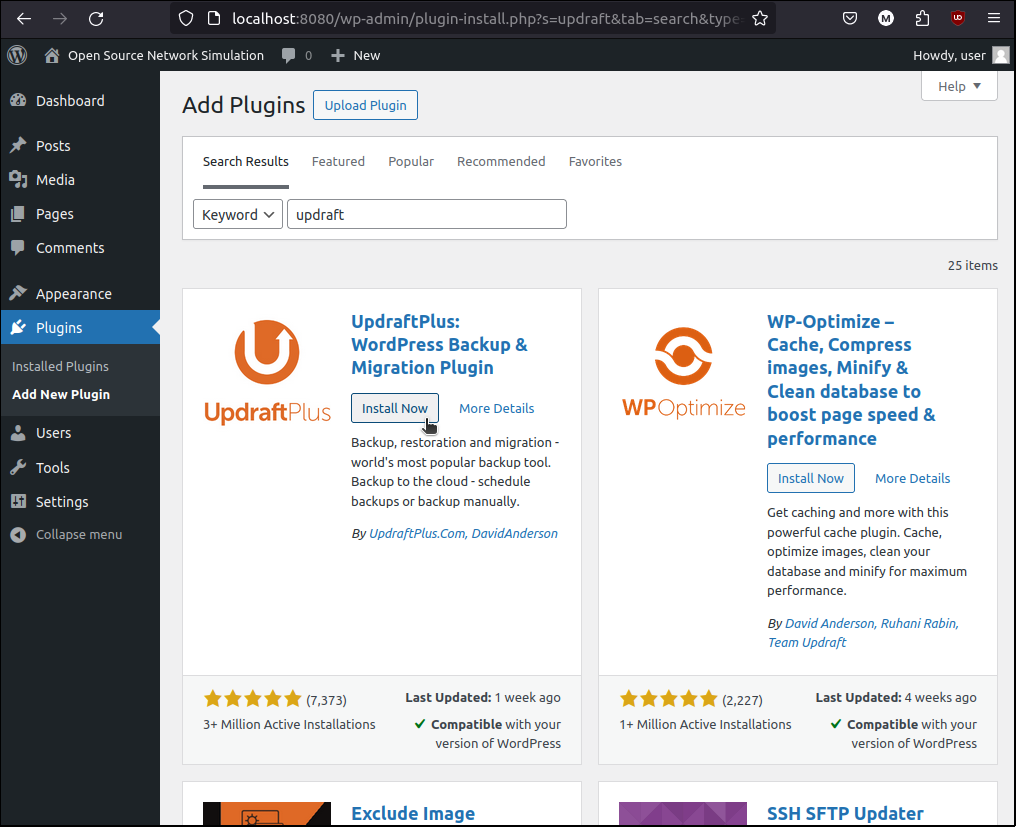 localhost:8080/wp-admin/plugin-install.php?s=updraft&tab=search&type
M
UD
Open Source Network Simulation
0
New
Howdy, user
Dashboard
Posts
Media
Pages
Comments
Appearance
Plugins
Installed Plugins
Add New Plugin
Users
Tools
Settings
Collapse menu
Help
Add Plugins
Upload Plugin
Search Results
Featured
Popular
Recommended
Favorites
Keyword
updraft
25 items
UpdraftPlus
UpdraftPlus:
WordPress Backup &
Migration Plugin
Install Now
More Details
Backup, restoration and migration -
world's most popular backup tool.
Backup to the cloud - schedule
backups or backup manually.
By UpdraftPlus.Com, DavidAnderson
(7,373)
3+ Million Active Installations
Last Updated: 1 week ago
Compatible with your
version of WordPress
WPOptimize
WP-Optimize –
Cache, Compress
images, Minify &
Clean database to
boost page speed &
performance
Install Now
More Details
Get caching and more with this
powerful cache plugin. Cache,
optimize images, clean your
database and minify for maximum
performance.
By David Anderson, Ruhani Rabin,
Team Updraft
(2,227)
1+ Million Active Installations
Last Updated: 4 weeks ago
Compatible with your
version of WordPress
Exclude Image
SSH SFTP Updater